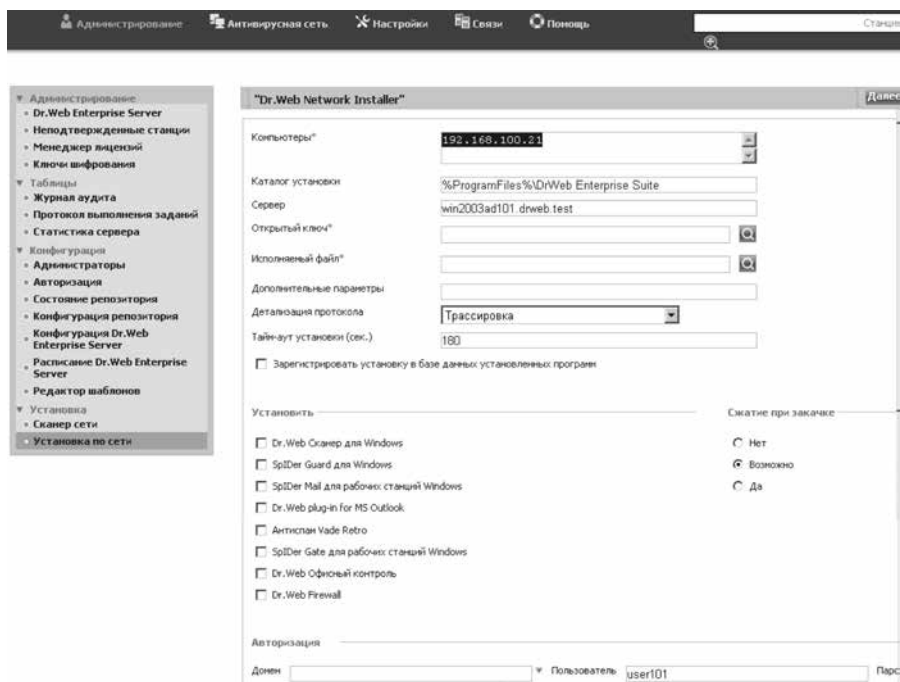 Администрирование Антивирусная сеть Настройки Связи Помощь
Станции
Администрирование
Dr.Web Enterprise Server
Неподтвержденные станции
Менеджер лицензий
Ключи шифрования
Таблицы
Журнал аудита
Протокол выполнения заданий
Статистика сервера
Конфигурация
Администраторы
Авторизация
Состояние репозитория
Конфигурация репозитория
Конфигурация Dr.Web
Enterprise Server
Расписание Dr.Web Enterprise
Server
Редактор шаблонов
Установка
Сканер сети
Установка по сети
"Dr.Web Network Installer" Далее
Компьютеры* 192.168.100.21
Каталог установки %ProgramFiles%\DrWeb Enterprise Suite
Сервер win2003ad101.drweb.test
Открытый ключ*
Исполняемый файл*
Дополнительные параметры
Детализация протокола Трассировка
Тайм-аут установки (сек.) 180
Зарегистрировать установку в базе данных установленных программ
Установить Сжатие при закачке
Dr.Web Сканер для Windows Нет
SpIDer Guard для Windows Возможно
SpIDer Mail для рабочих станций Windows Да
Dr.Web plug-in for MS Outlook
Антиспам Vade Retro
SpIDer Gate для рабочих станций Windows
Dr.Web Офисный контроль
Dr.Web Firewall
Авторизация
Домен Пользователь user101 Паро